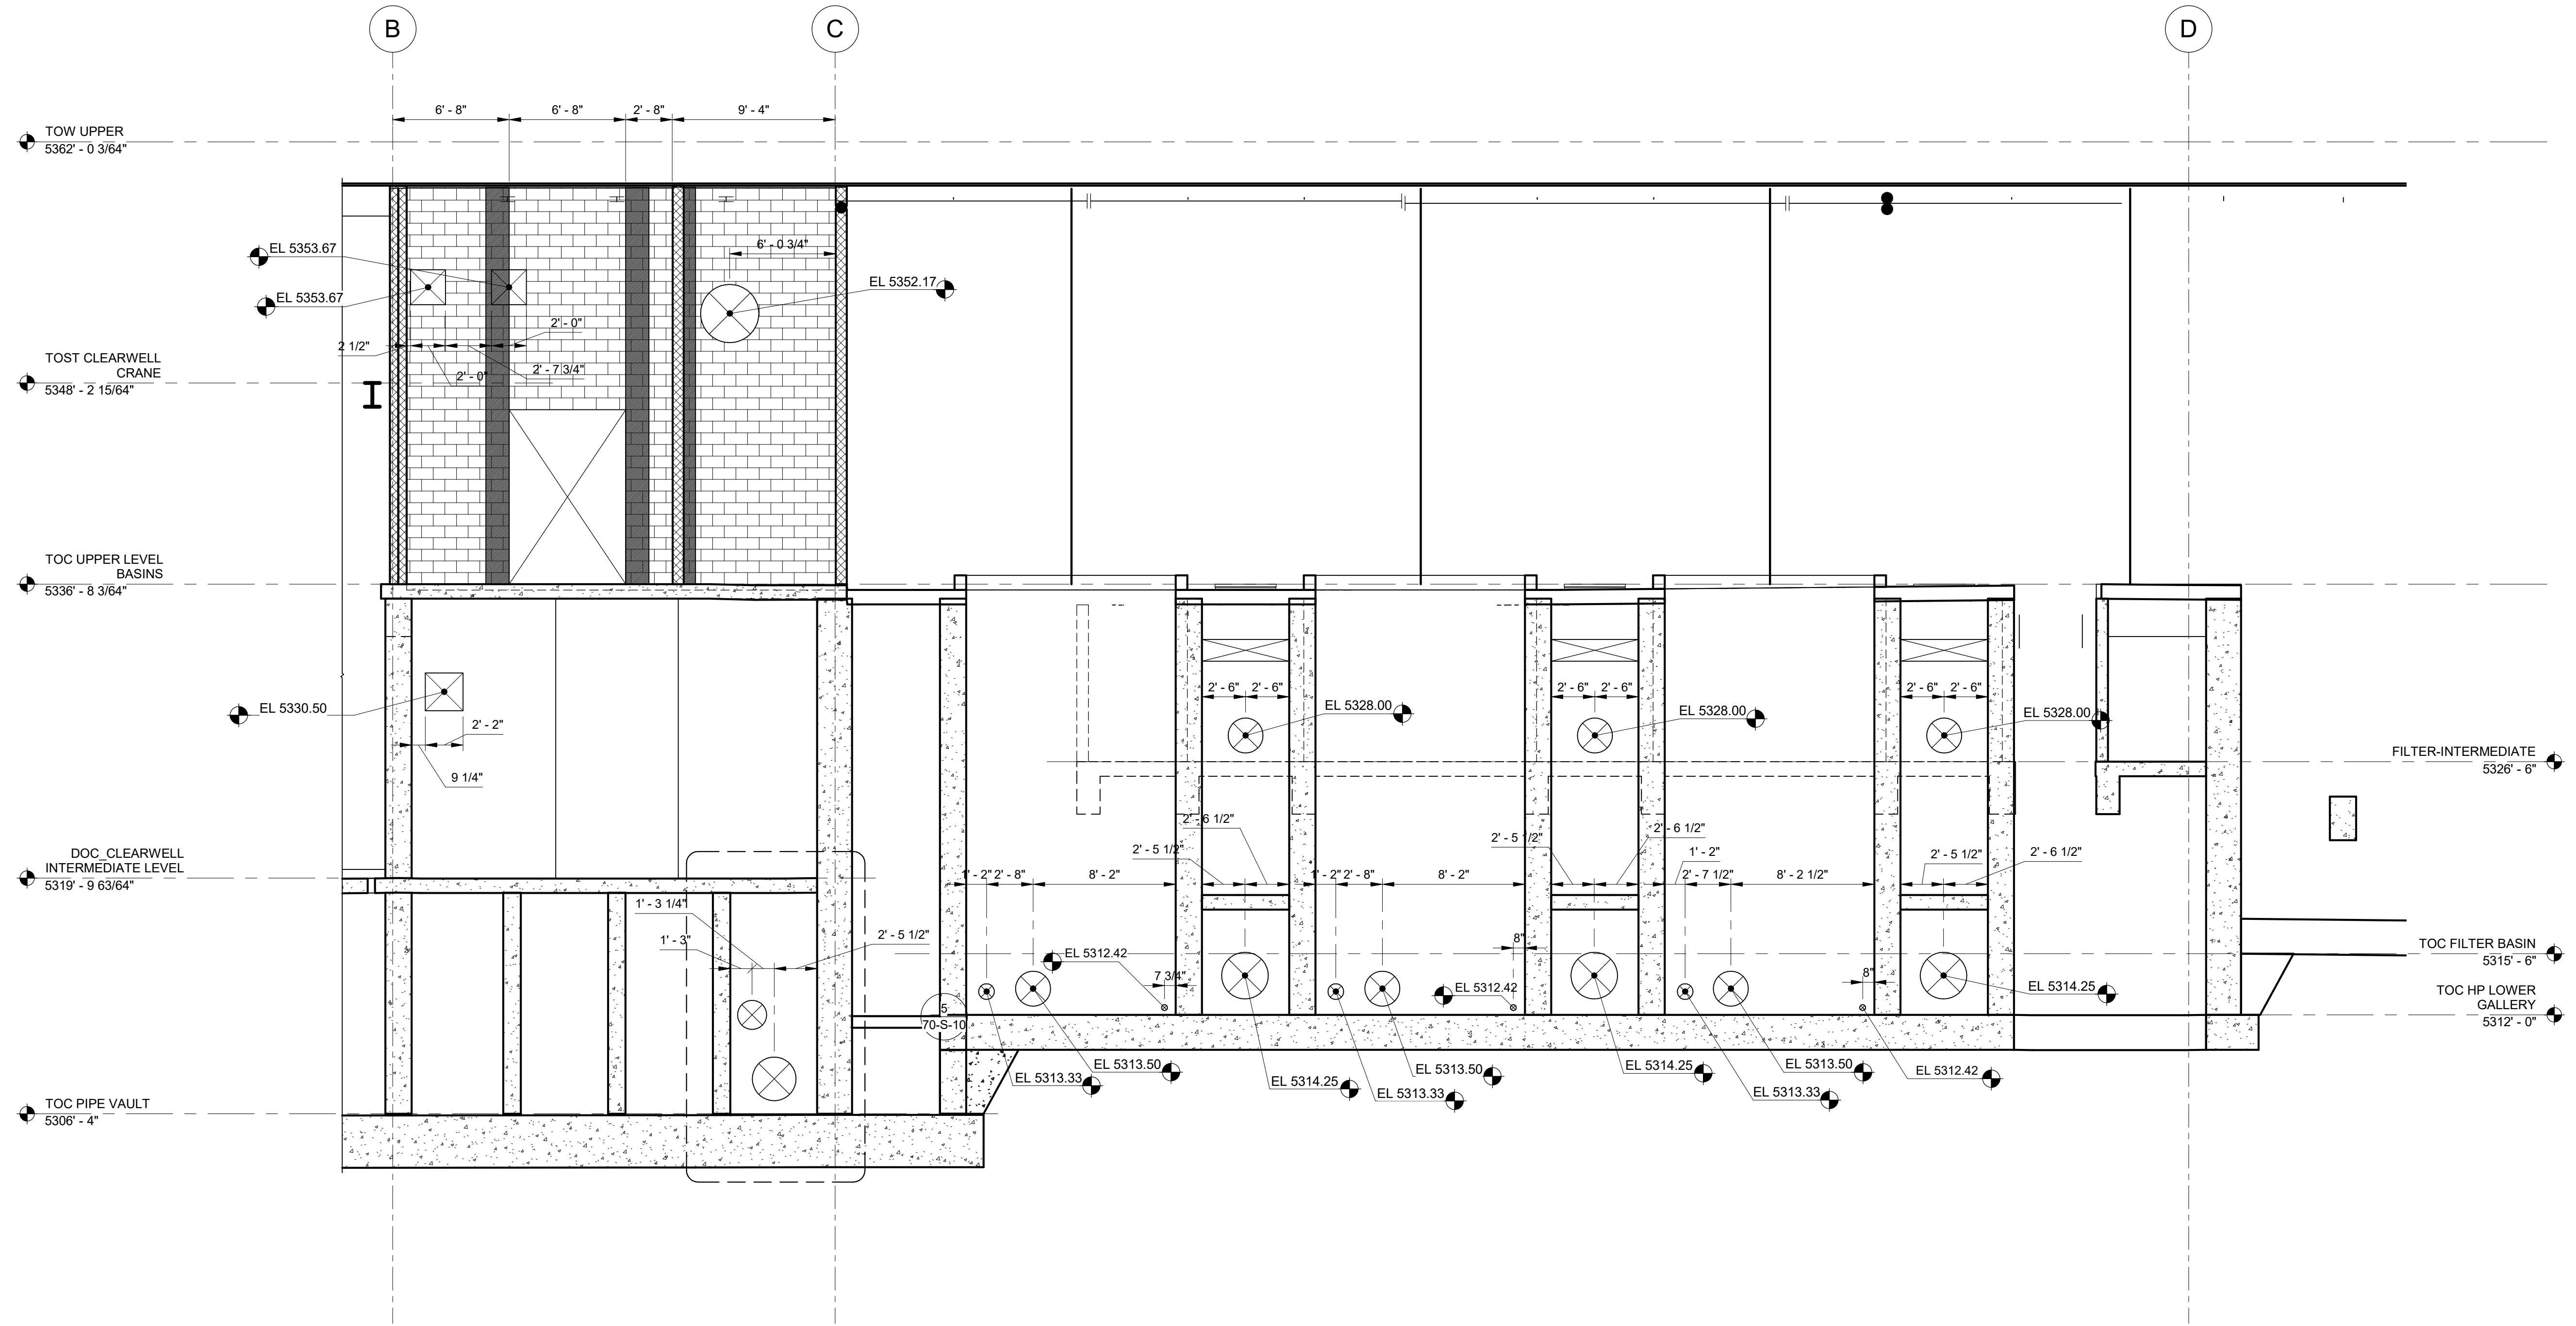 B
C
D
6' - 8"
6' - 8"
2' - 8"
9' - 4"
TOW UPPER
5362' - 0 3/64"
EL 5353.67
6' - 0 3/4"
EL 5352.17
EL 5353.67
2' - 0"
2 1/2"
TOST CLEARWELL
CRANE
5348' - 2 15/64"
2' - 0"
2' - 7 3/4"
TOC UPPER LEVEL
BASINS
5336' - 8 3/64"
2' - 6"
2' - 6"
2' - 6"
2' - 6"
2' - 6"
2' - 6"
EL 5330.50
EL 5328.00
EL 5328.00
EL 5328.00
2' - 2"
9 1/4"
FILTER-INTERMEDIATE
5326' - 6"
2' - 6 1/2"
2' - 5 1/2"
2' - 5 1/2"
2' - 6 1/2"
1' - 2"
2' - 5 1/2"
2' - 6 1/2"
DOC_CLEARWELL
INTERMEDIATE LEVEL
5319' - 9 63/64"
1' - 2"
2' - 8"
8' - 2"
1' - 2"
2' - 8"
8' - 2"
2' - 7 1/2"
8' - 2 1/2"
1' - 3 1/4"
1' - 3"
2' - 5 1/2"
EL 5312.42
8"
7 3/4"
EL 5312.42
8"
TOC FILTER BASIN
5315' - 6"
EL 5314.25
TOC HP LOWER
GALLERY
5312' - 0"
5
70-S-10
EL 5313.33
EL 5313.50
EL 5314.25
EL 5313.50
EL 5313.33
EL 5314.25
EL 5313.50
EL 5313.33
EL 5312.42
TOC PIPE VAULT
5306' - 4"